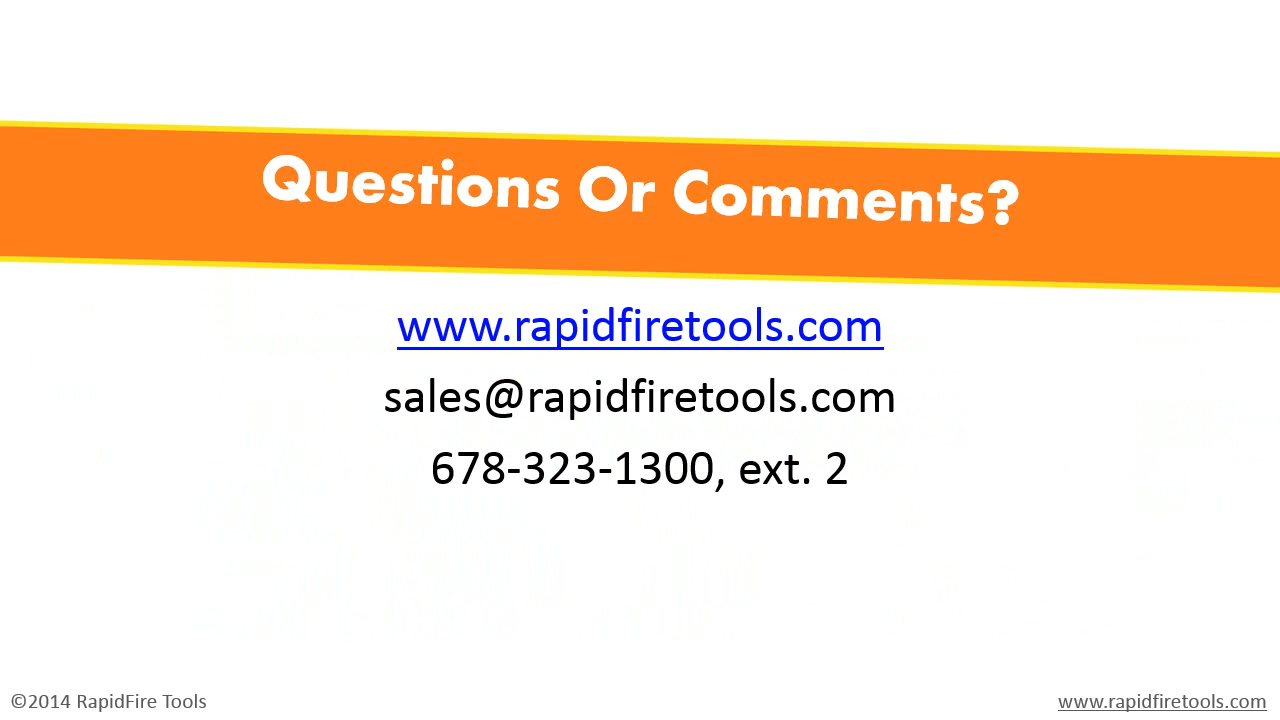 Questions Or Comments?
www.rapidfiretools.com
sales@rapidfiretools.com
678-323-1300, ext. 2
©2014 RapidFire Tools
www.rapidfiretools.com